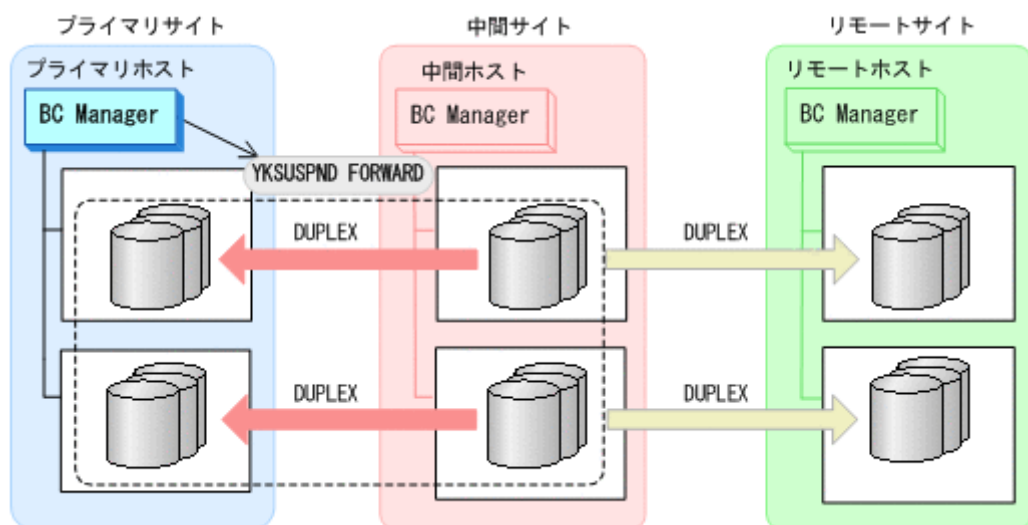 プライマリサイト
中間サイト
リモートサイト
プライマリホスト
中間ホスト
リモートホスト
BC Manager
BC Manager
BC Manager
YKSUSPND FORWARD
DUPLEX
DUPLEX
DUPLEX
DUPLEX